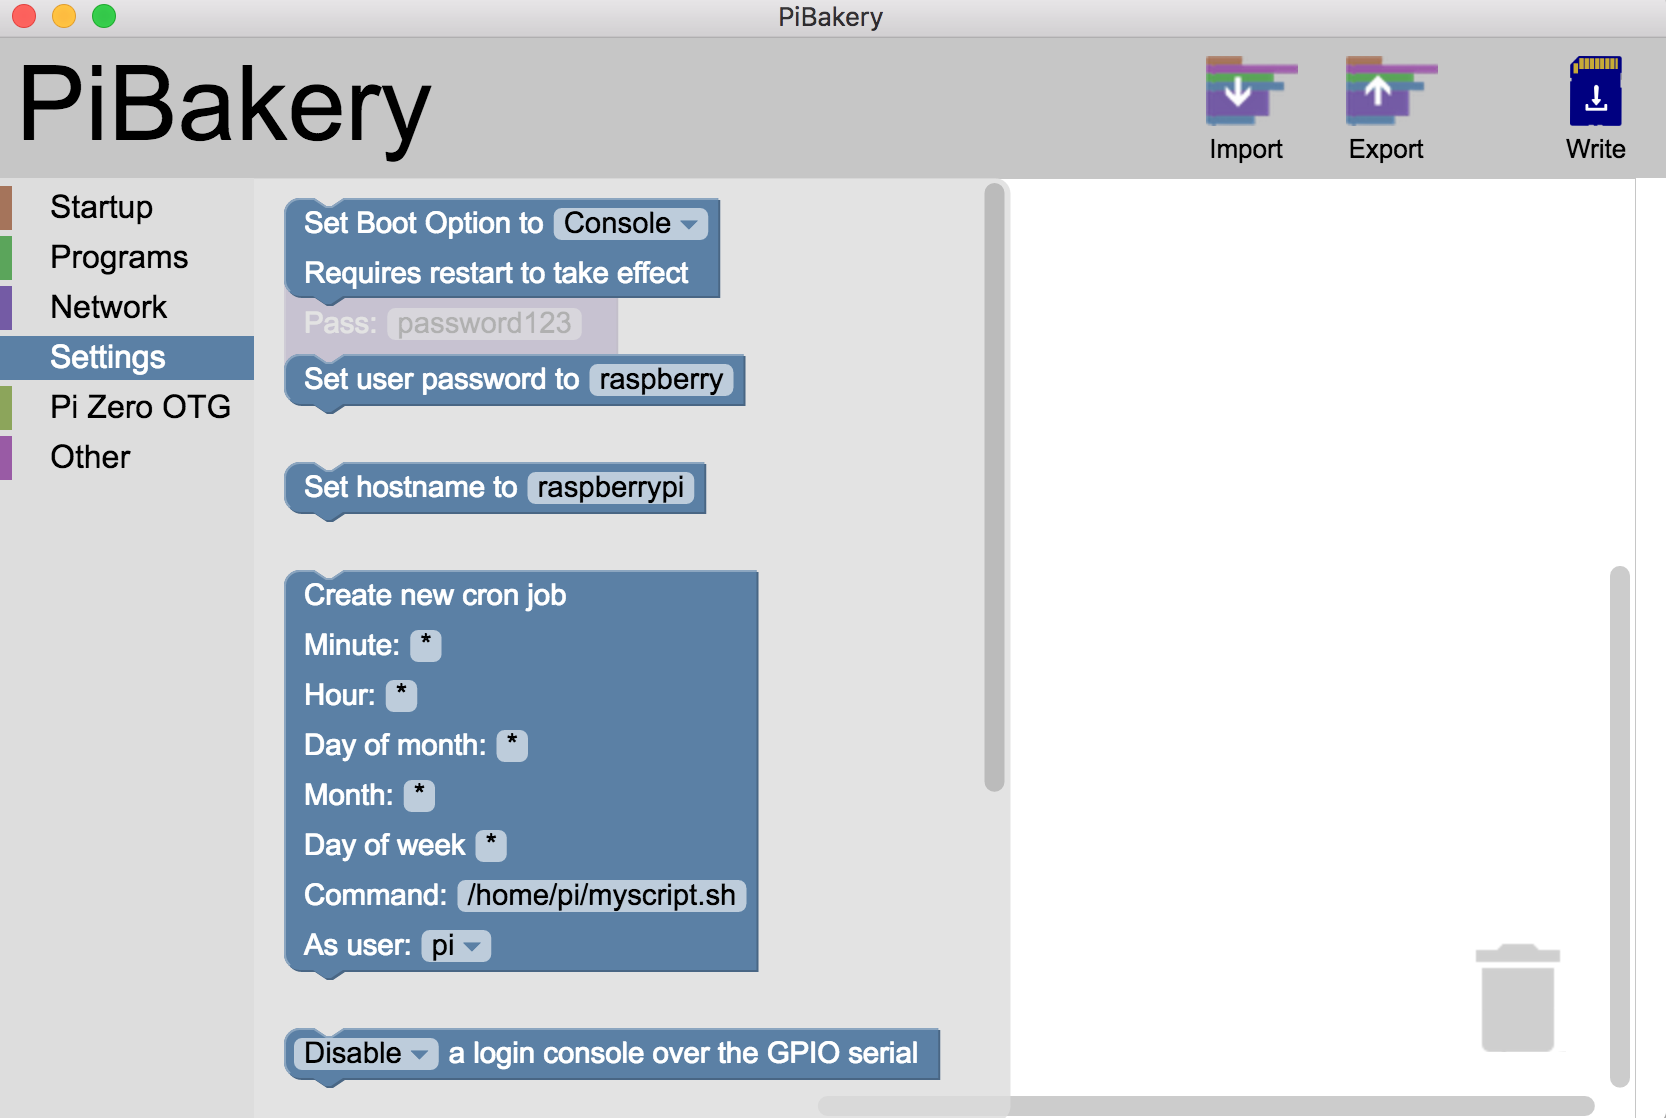 PiBakery
PiBakery
Import
Export
Write
Startup
Programs
Network
Settings
Pi Zero OTG
Other
Set Boot Option to Console
Requires restart to take effect
Pass: password123
Set user password to raspberry
Set hostname to raspberrypi
Create new cron job
Minute: *
Hour: *
Day of month: *
Month: *
Day of week *
Command: /home/pi/myscript.sh
As user: pi
Disable a login console over the GPIO serial